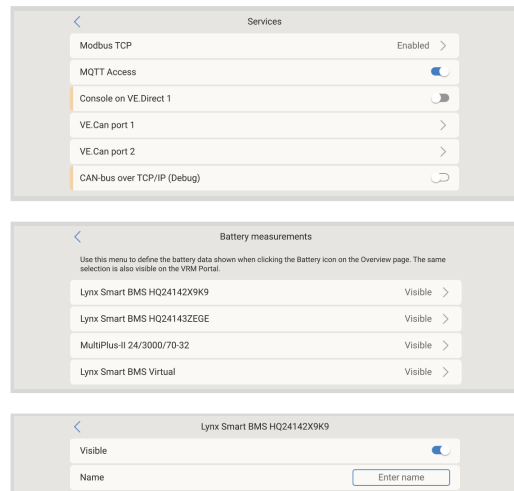 Services
Modbus TCP Enabled
MQTT Access
Console on VE.Direct 1
VE.Can port 1
VE.Can port 2
CAN-bus over TCP/IP (Debug)
Battery measurements
Use this menu to define the battery data shown when clicking the Battery icon on the Overview page. The same
selection is also visible on the VRM Portal.
Lynx Smart BMS HQ24142X9K9 Visible
Lynx Smart BMS HQ24143ZEGE Visible
MultiPlus-II 24/3000/70-32 Visible
Lynx Smart BMS Virtual Visible
Lynx Smart BMS HQ24142X9K9
Visible
Name Enter name